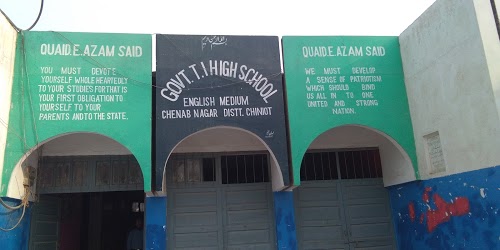 QUAID.E.AZAM SAID
YOU MUST DEVOTE
YOURSELF WHOLE HEARTEDLY
TO YOUR STUDIES FOR THAT IS
YOUR FIRST OBLIGATION TO
YOURSELF TO YOUR
PARENTS AND TO THE STATE.
GOVT. T.I HIGH SCHOOL
ENGLISH MEDIUM
CHENAB NAGAR DISTT. CHINIOT
QUAID.E.AZAM SAID
WE MUST DEVELOP
A SENSE OF PATRIOTISM
WHICH SHOULD BIND
US ALL IN TO ONE
UNITED AND STRONG
NATION.